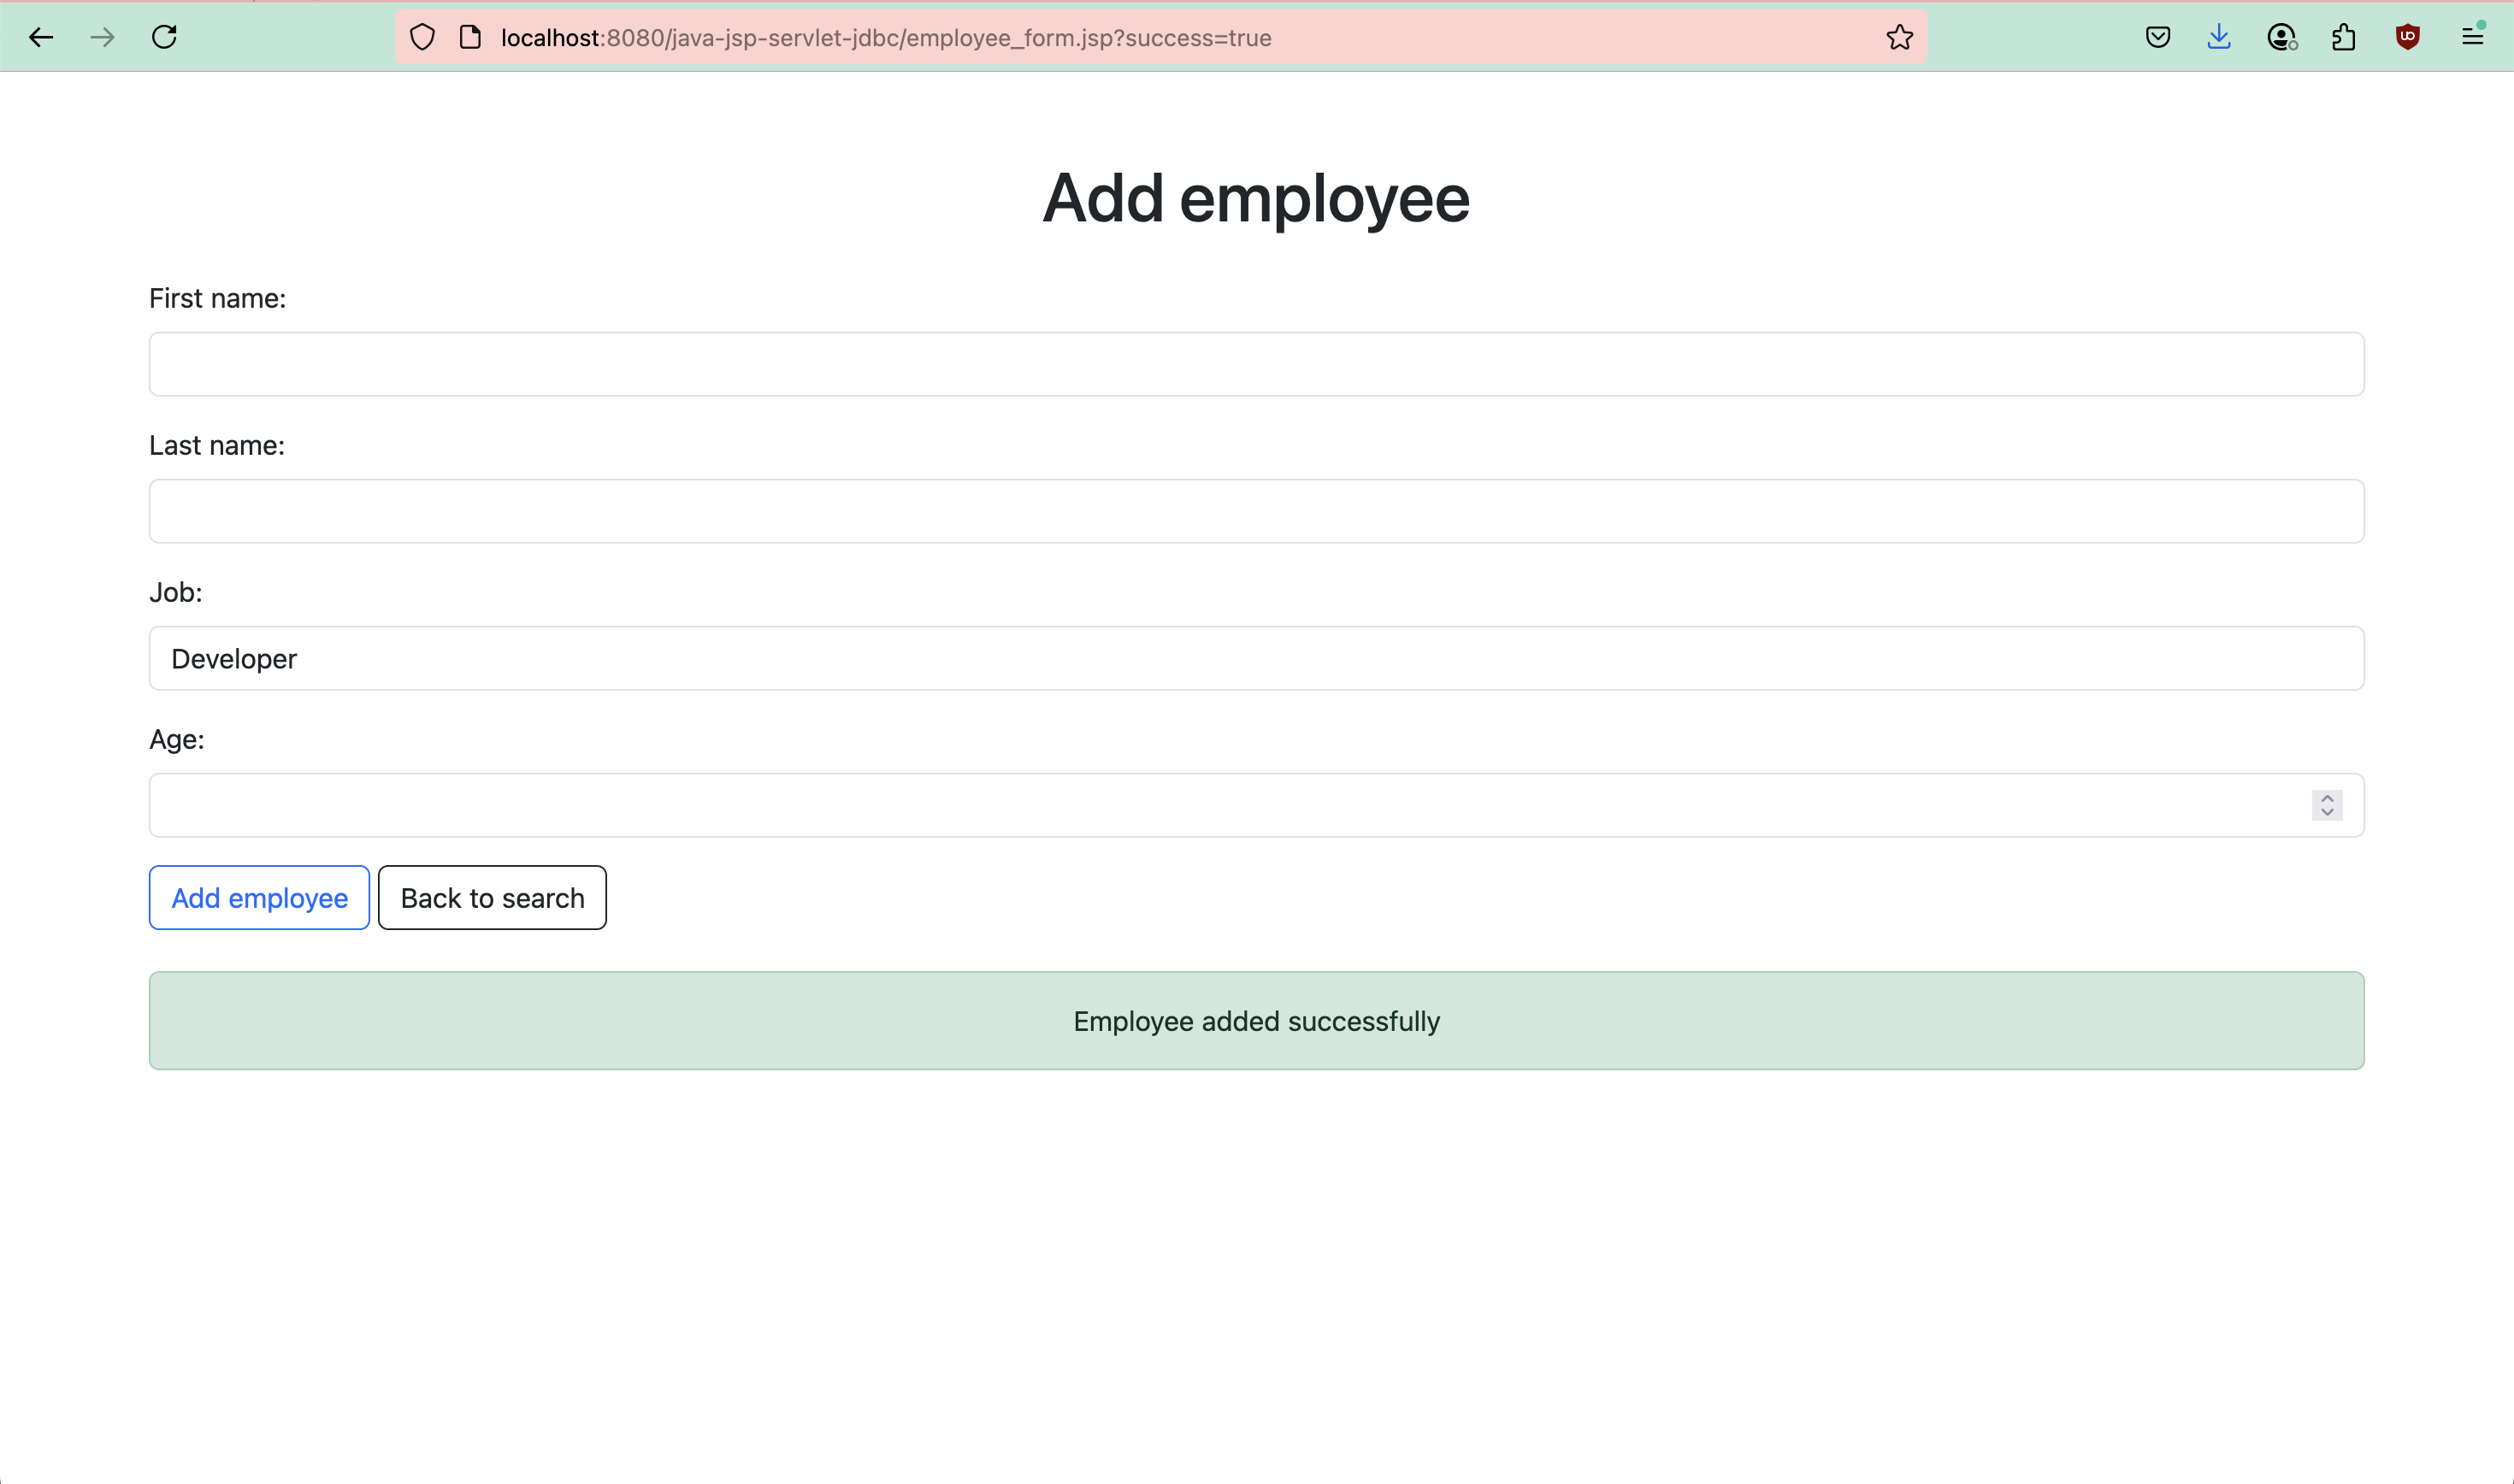 localhost:8080/java-jsp-servlet-jdbc/employee_form.jsp?success=true
Add employee
First name:
Last name:
Job:
Developer
Age:
Add employee
Back to search
Employee added successfully